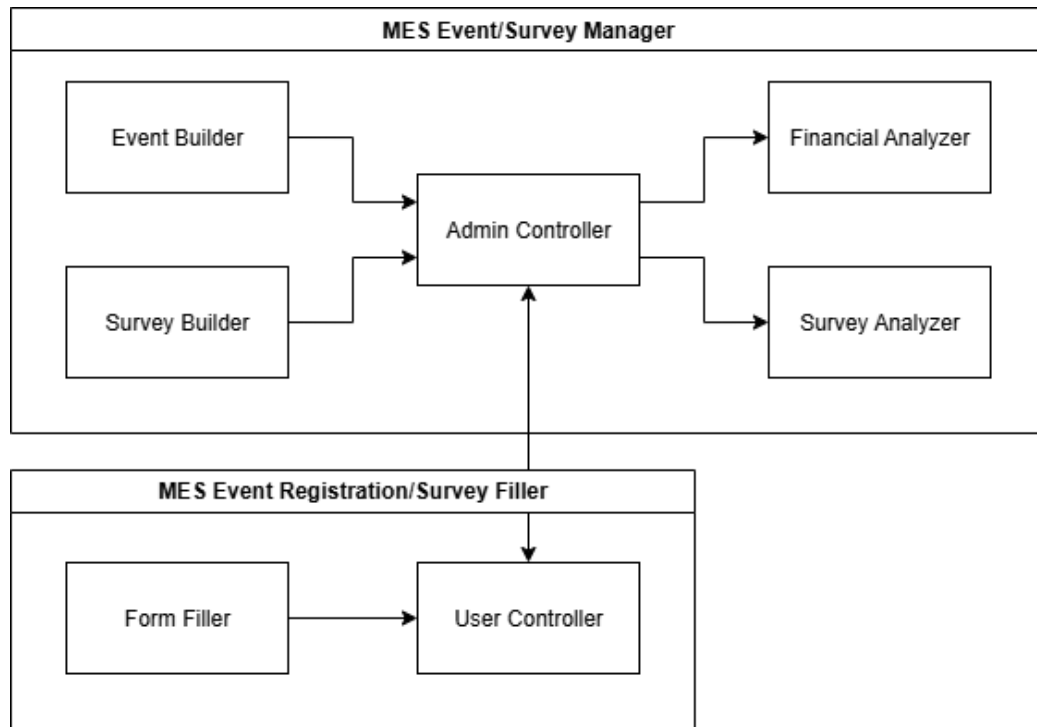 MES Event/Survey Manager
Event Builder
Financial Analyzer
Admin Controller
Survey Builder
Survey Analyzer
MES Event Registration/Survey Filler
Form Filler
User Controller